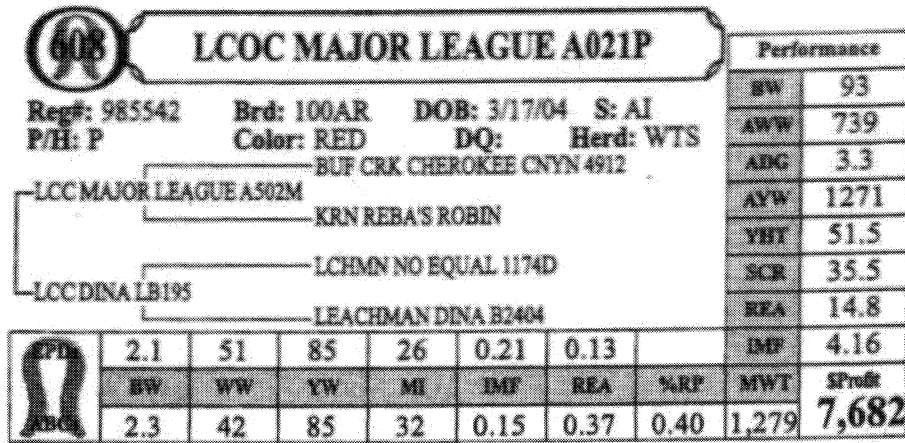 608 LCOC MAJOR LEAGUE A021P
Performance
Reg#: 985542 Brd: 100AR DOB: 3/17/04 S: AI
P/H: P Color: RED DQ: Herd: WTS
BUF CRK CHEROKEE CNYN 4912
LCC MAJOR LEAGUE A502M
KRN REBA'S ROBIN
LCHMN NO EQUAL 1174D
LCC DINA LB195
LEACHMAN DINA B2404
BW 93
AWW 739
ADG 3.3
AYW 1271
YHT 51.5
SCR 35.5
REA 14.8
IMF 4.16
EPDs 2.1 51 85 26 0.21 0.13
BW WW YW MI IMF REA %RP MWT $Profit
ABCs 2.3 42 85 32 0.15 0.37 0.40 1,279 7,682